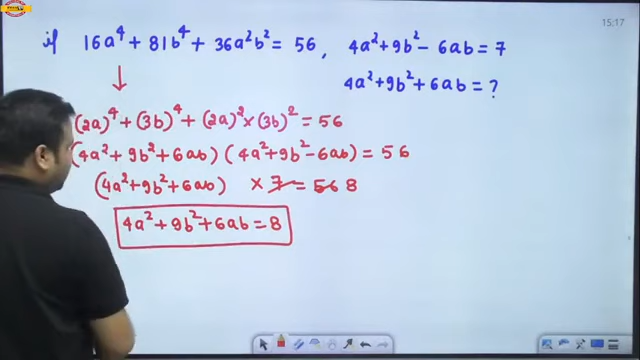 if 16a⁴ + 81b⁴ + 36a²b² = 56, 4a² + 9b² - 6ab = 7
4a² + 9b² + 6ab = ?
↓
(2a)⁴ + (3b)⁴ + (2a)² × (3b)² = 56
(4a² + 9b² + 6ab) (4a² + 9b² - 6ab) = 56
(4a² + 9b² + 6ab) × 7 = 56 8
4a² + 9b² + 6ab = 8
15:17